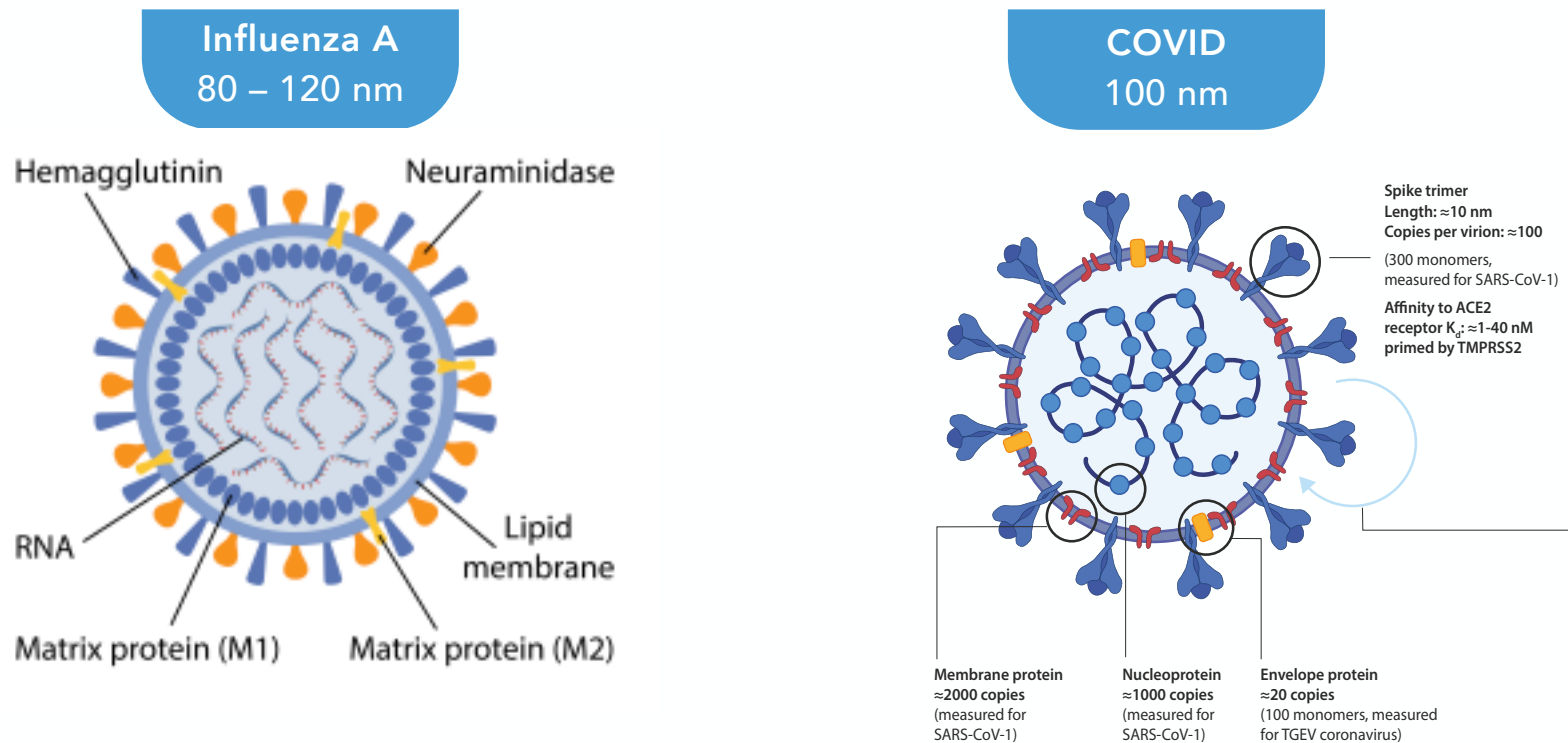 Influenza A
80 – 120 nm
Hemagglutinin
Neuraminidase
RNA
Lipid
membrane
Matrix protein (M1)
Matrix protein (M2)
COVID
100 nm
Spike trimer
Length: ≈10 nm
Copies per virion: ≈100
(300 monomers,
measured for SARS-CoV-1)
Affinity to ACE2
receptor Kd: ≈1-40 nM
primed by TMPRSS2
Membrane protein
≈2000 copies
(measured for
SARS-CoV-1)
Nucleoprotein
≈1000 copies
(measured for
SARS-CoV-1)
Envelope protein
≈20 copies
(100 monomers, measured
for TGEV coronavirus)